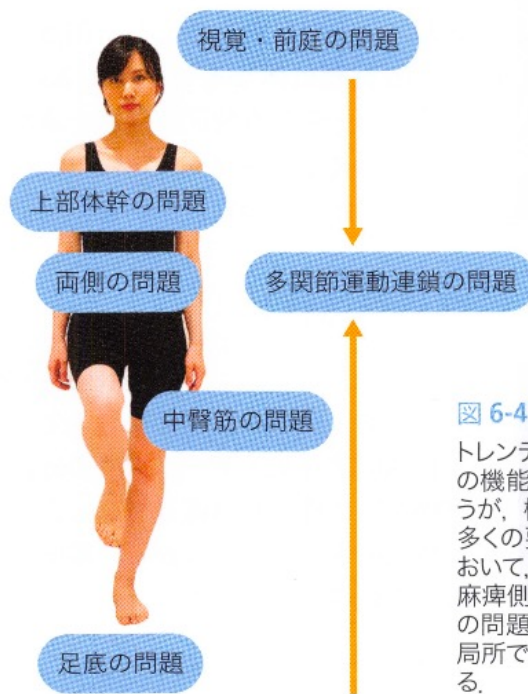 視覚・前庭の問題
上部体幹の問題
両側の問題
多関節運動連鎖の問題
中臀筋の問題
足底の問題
図 6-4
トレンデ
の機能
うが，
多くの
おいて，
麻痺側
の問題
局所で
る．